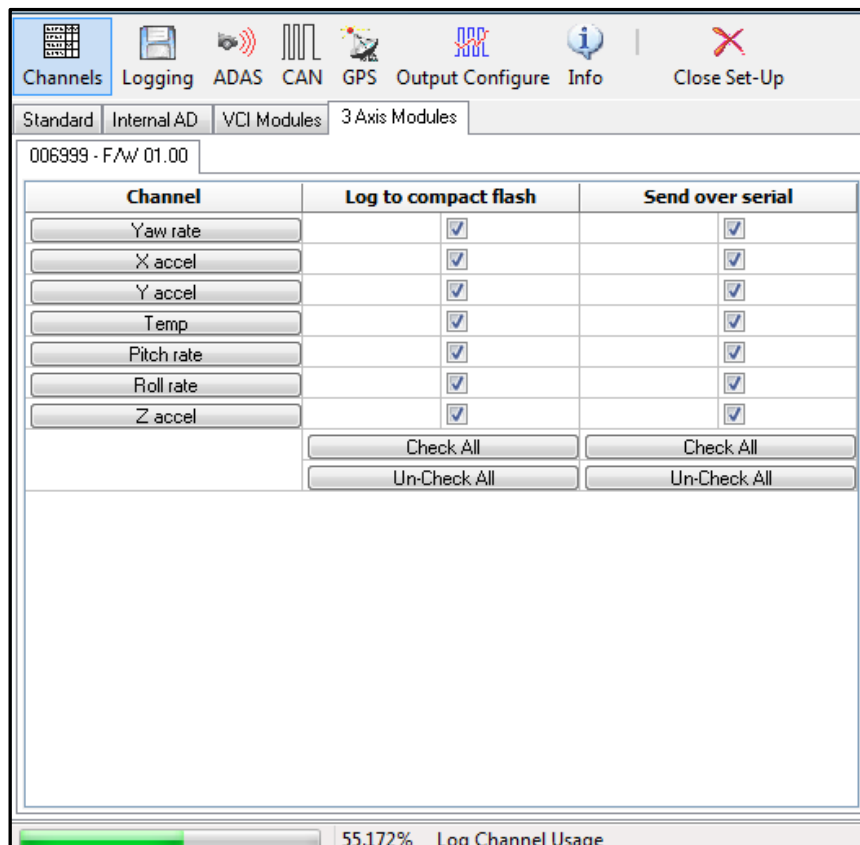 Channels Logging ADAS CAN GPS Output Configure Info Close Set-Up
Standard Internal AD VCI Modules 3 Axis Modules
006999 - F/W 01.00
Channel Log to compact flash Send over serial
Yaw rate
X accel
Y accel
Temp
Pitch rate
Roll rate
Z accel
Check All Check All
Un-Check All Un-Check All
55.172% Log Channel Usage